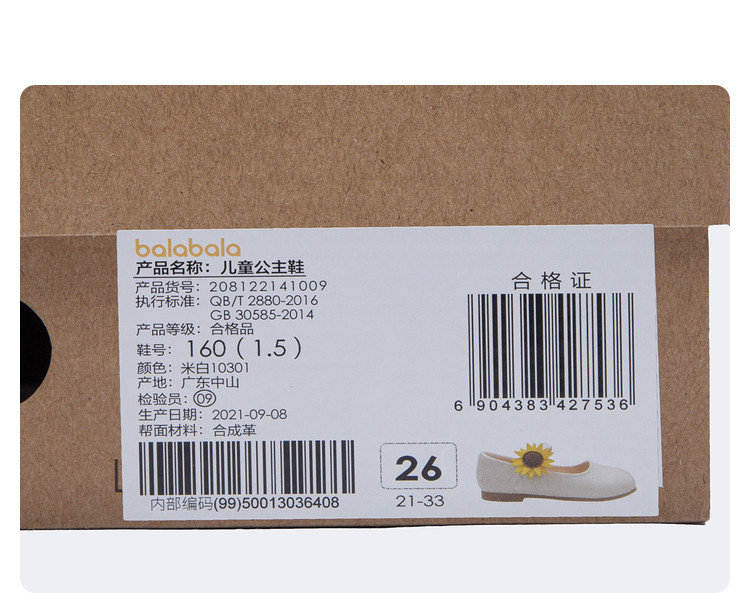 balabala
产品名称：儿童公主鞋
产品货号：208122141009
执行标准：QB/T 2880-2016
GB 30585-2014
产品等级：合格品
鞋号：160（1.5）
颜色：米白10301
产地：广东中山
检验员：09
生产日期：2021-09-08
帮面材料：合成革
内部编码(99)50013036408
合格证
6 904383 427536
26
21-33